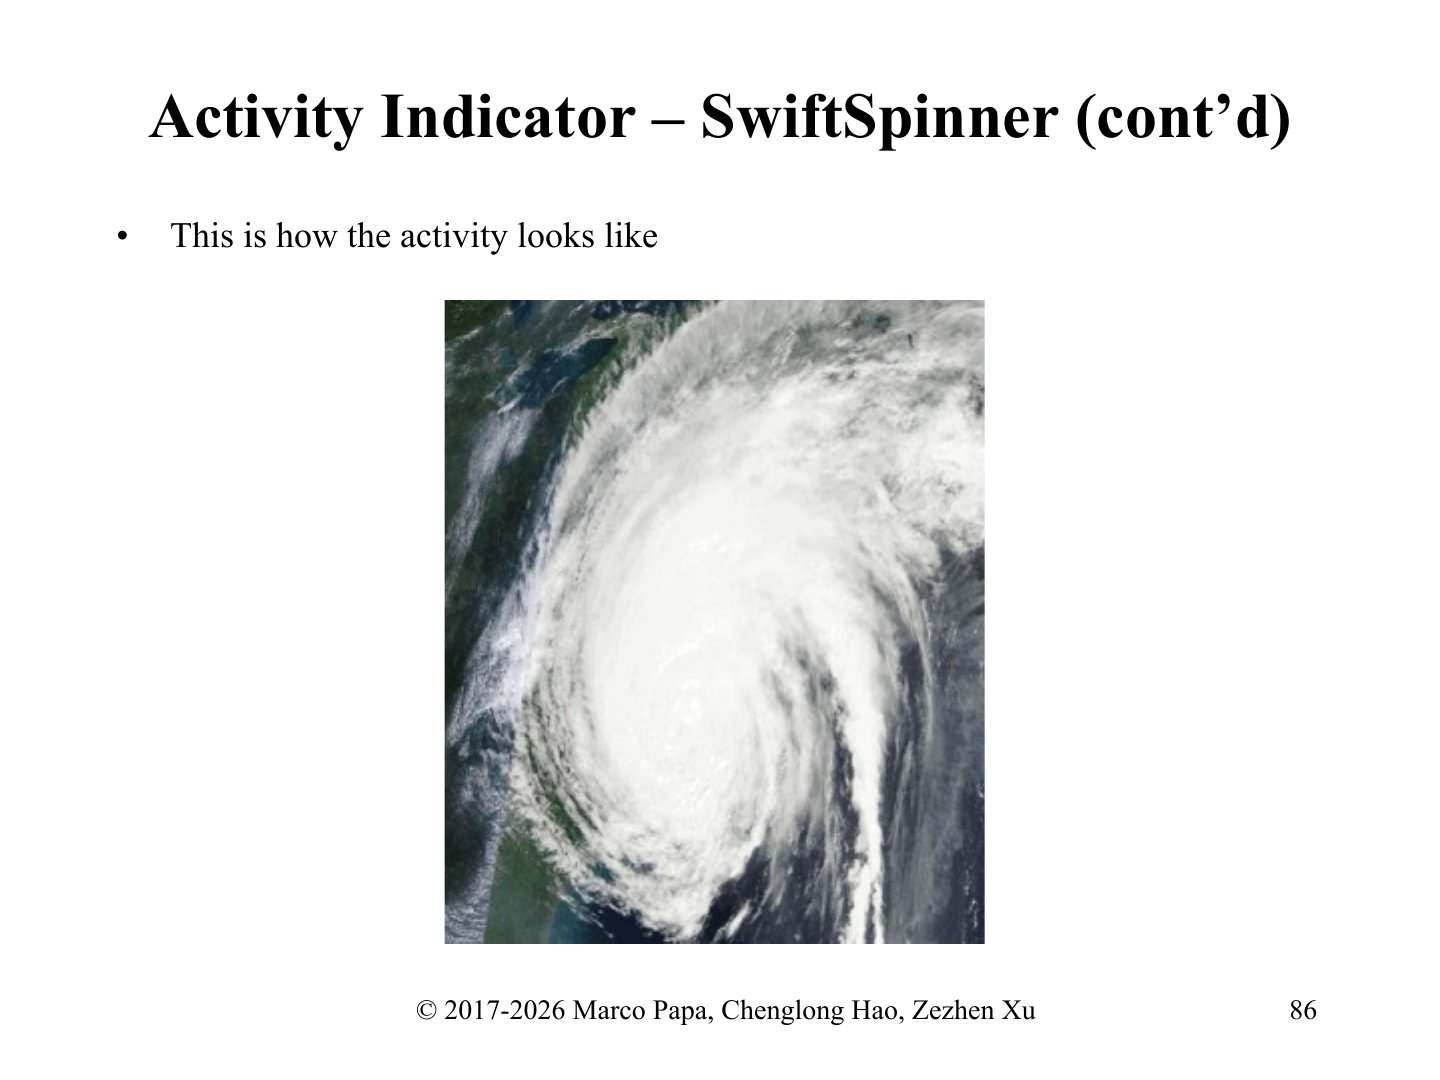 Activity Indicator – SwiftSpinner (cont’d)
• This is how the activity looks like
© 2017-2026 Marco Papa, Chenglong Hao, Zezhen Xu
86